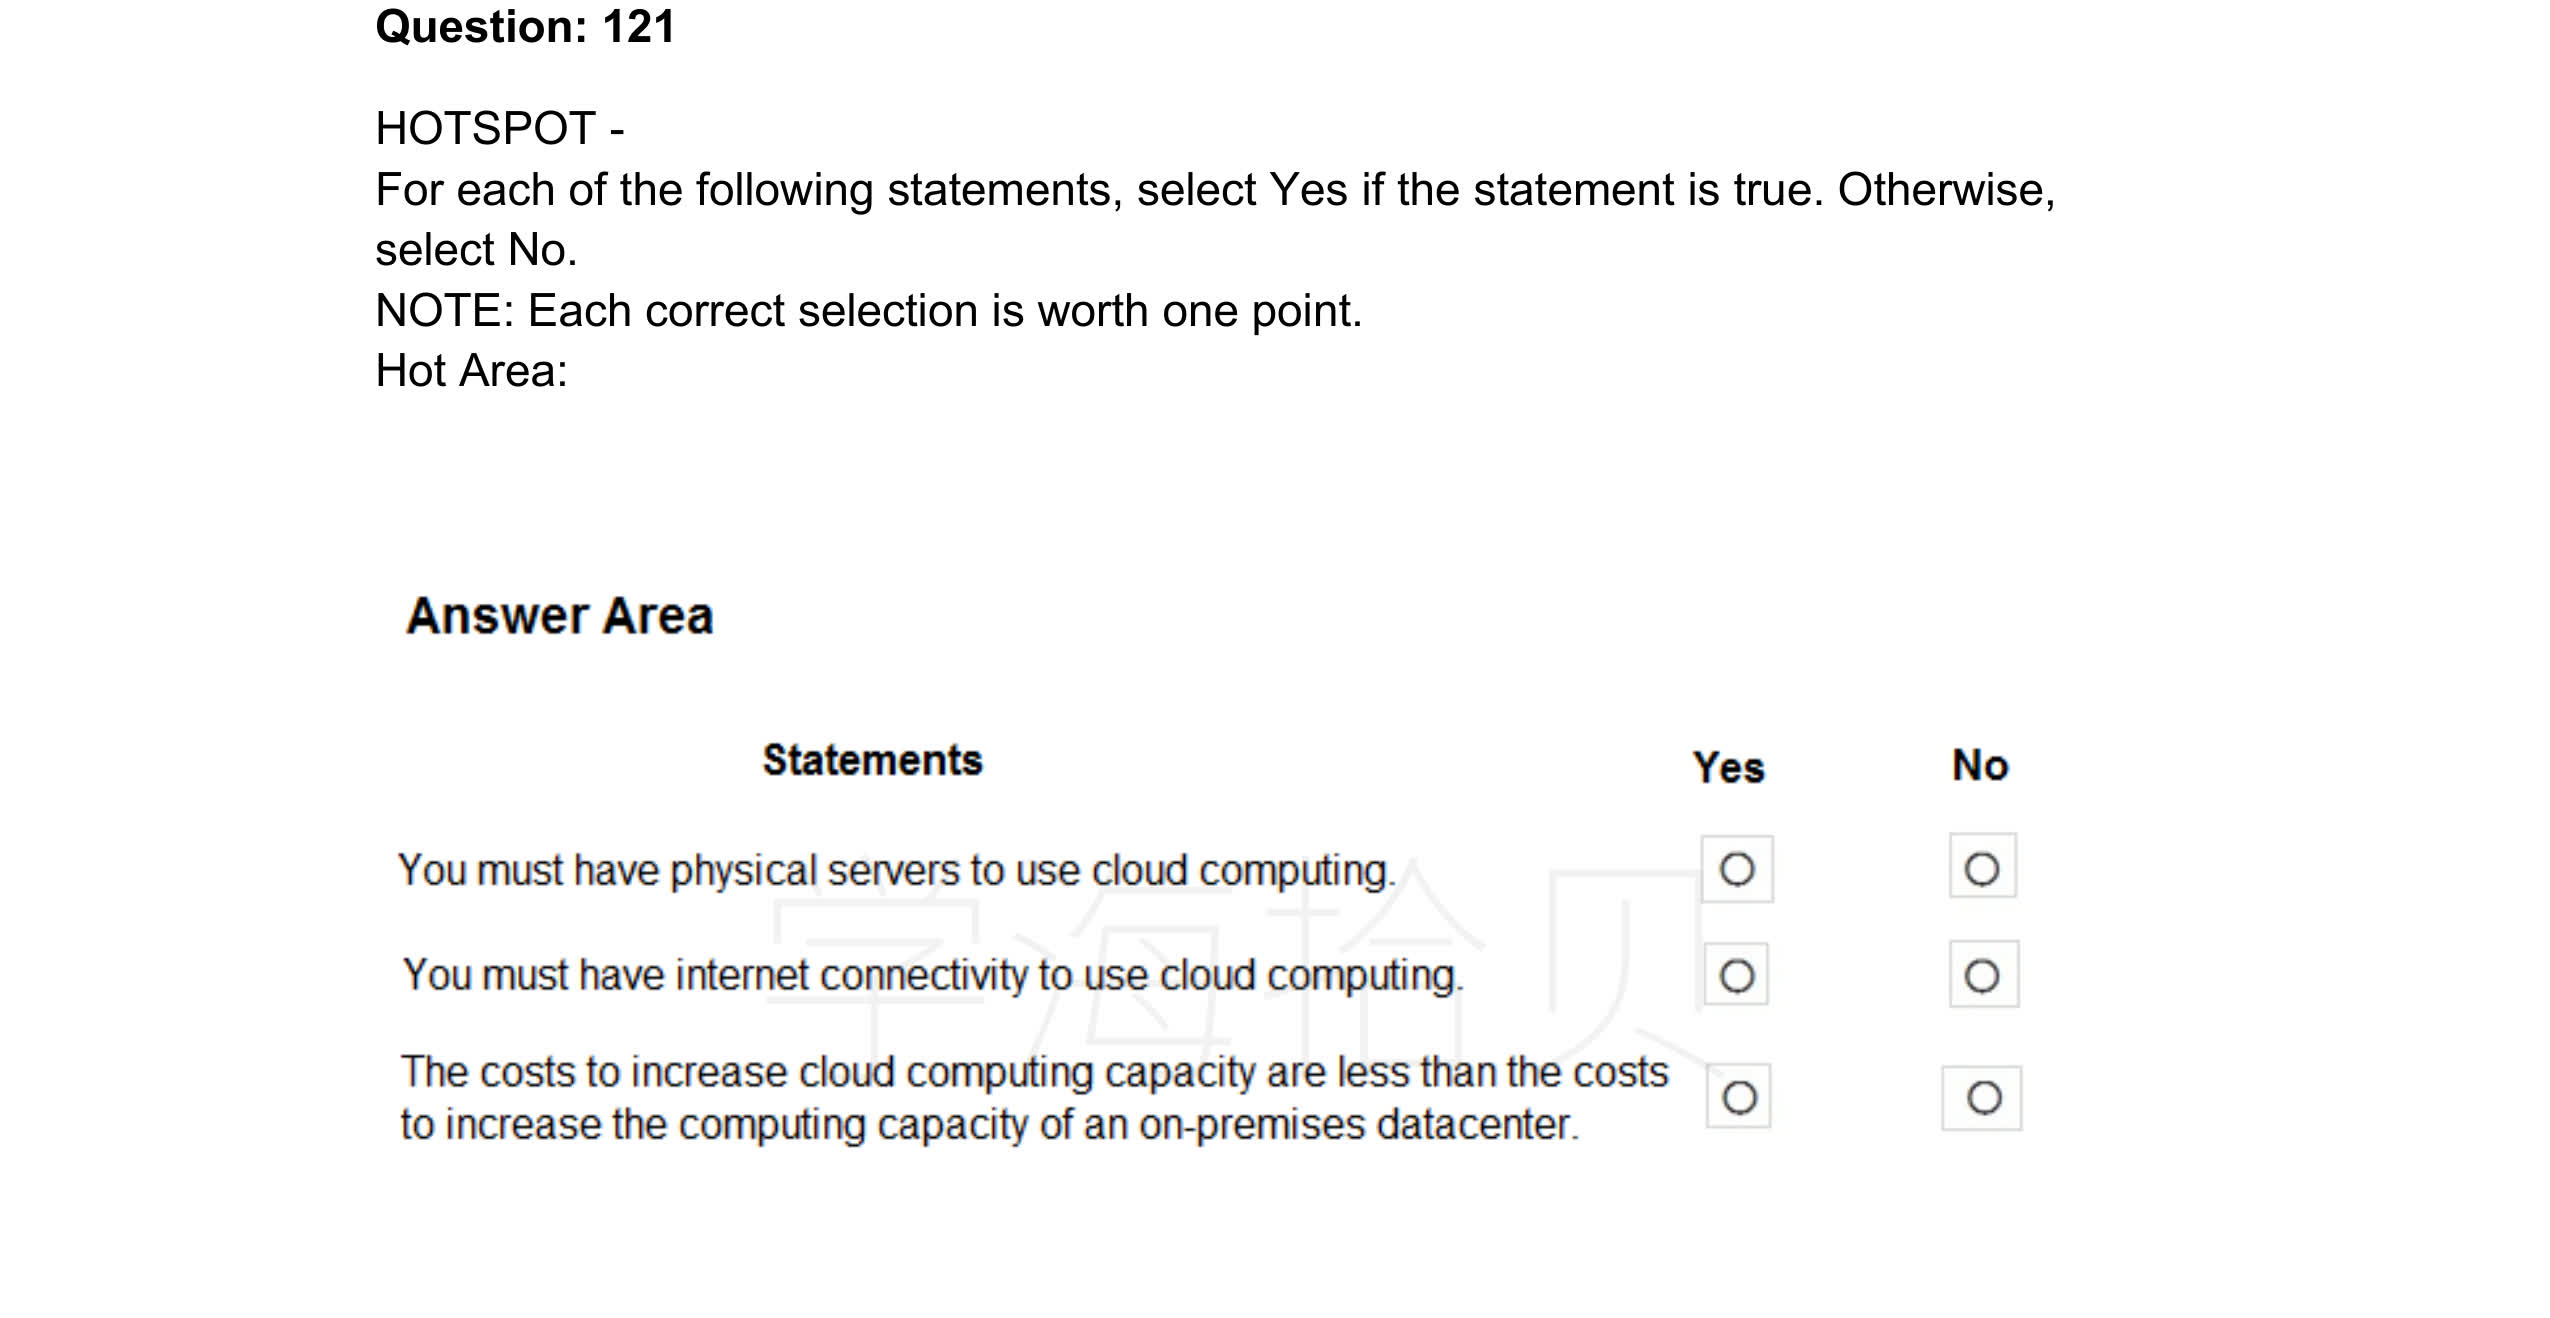 Question: 121
HOTSPOT -
For each of the following statements, select Yes if the statement is true. Otherwise,
select No.
NOTE: Each correct selection is worth one point.
Hot Area:
Answer Area
Statements Yes No
You must have physical servers to use cloud computing.
You must have internet connectivity to use cloud computing.
The costs to increase cloud computing capacity are less than the costs
to increase the computing capacity of an on-premises datacenter.
学海拾贝